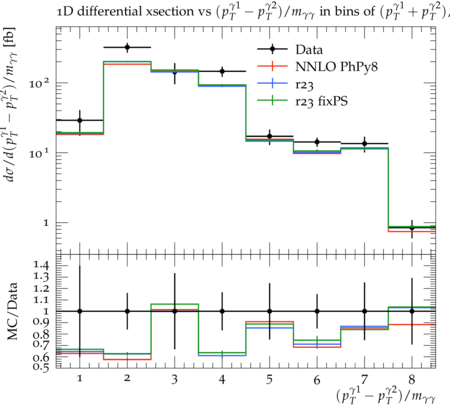 1D differential xsection vs (p_T^γ1 − p_T^γ2)/m_γγ in bins of (p_T^γ1 + p_T^γ2)/
dσ/d(p_T^γ1 − p_T^γ2)/m_γγ [fb]
10^2
10^1
1
Data
NNLO PhPy8
r23
r23 fixPS
MC/Data
1.4
1.3
1.2
1.1
1
0.9
0.8
0.7
0.6
0.5
1 2 3 4 5 6 7 8
(p_T^γ1 − p_T^γ2)/m_γγ